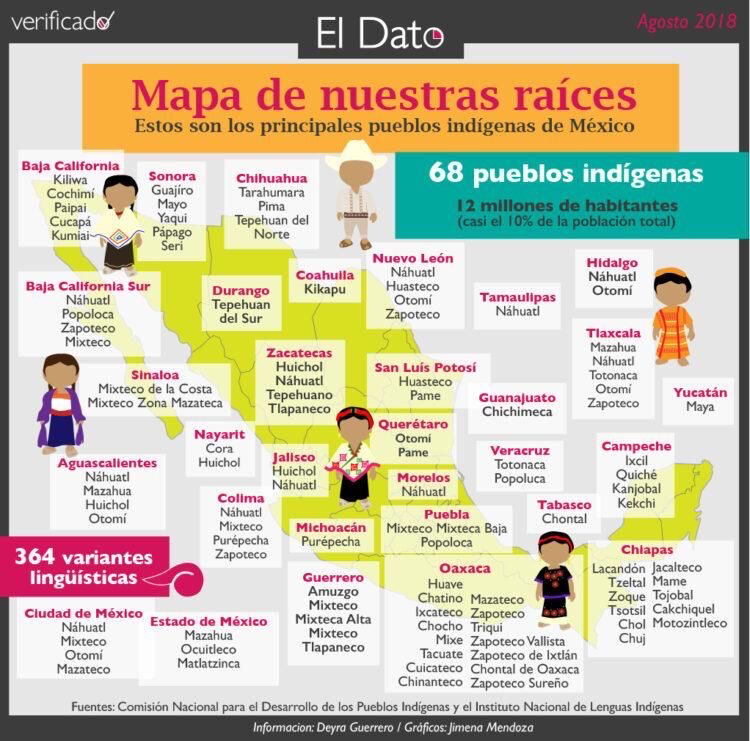 verificado
El Dato
Agosto 2018
Mapa de nuestras raíces
Estos son los principales pueblos indígenas de México
68 pueblos indígenas
12 millones de habitantes
(casi el 10% de la población total)
Baja California
Kiliwa
Cochimí
Paipai
Cucapá
Kumiai
Sonora
Guajíro
Mayo
Yaqui
Pápago
Seri
Chihuahua
Tarahumara
Pima
Tepehuan del
Norte
Nuevo León
Náhuatl
Huasteco
Otomí
Zapoteco
Hidalgo
Náhuatl
Otomí
Baja California Sur
Náhuatl
Popoloca
Zapoteco
Mixteco
Durango
Tepehuan
del Sur
Coahuila
Kikapu
Tamaulipas
Náhuatl
Tlaxcala
Mazahua
Náhuatl
Totonaca
Otomí
Zapoteco
Sinaloa
Mixteco de la Costa
Mixteco Zona Mazateca
Zacatecas
Huichol
Náhuatl
Tepehuano
Tlapaneco
San Luís Potosí
Huasteco
Pame
Guanajuato
Chichimeca
Yucatán
Maya
Nayarit
Cora
Huichol
Querétaro
Otomí
Pame
Aguascalientes
Náhuatl
Mazahua
Huichol
Otomí
Jalisco
Huichol
Náhuatl
Morelos
Náhuatl
Veracruz
Totonaca
Popoluca
Campeche
Ixcil
Quiché
Kanjobal
Kekchi
Colima
Náhuatl
Mixteco
Purépecha
Zapoteco
Michoacán
Purépecha
Puebla
Mixteco Mixteca Baja
Popoloca
Tabasco
Chontal
364 variantes
lingüísticas
Guerrero
Amuzgo
Mixteco
Mixteca Alta
Mixteco
Tlapaneco
Oaxaca
Huave
Chatino
Ixcateco
Chocho
Mixe
Tacuate
Cuicateco
Chinanteco
Mazateco
Zapoteco
Triqui
Zapoteco Vallista
Zapoteco de Ixtlán
Chontal de Oaxaca
Zapoteco Sureño
Chiapas
Lacandón
Tzeltal
Zoque
Tsotsil
Chol
Chuj
Jacalteco
Mame
Tojobal
Cakchiquel
Motozintleco
Ciudad de México
Náhuatl
Mixteco
Otomí
Mazateco
Estado de México
Mazahua
Ocuitleco
Matlatzinca
Fuentes: Comisión Nacional para el Desarrollo de los Pueblos Indígenas y el Instituto Nacional de Lenguas Indígenas
Informacion: Deyra Guerrero / Gráficos: Jimena Mendoza